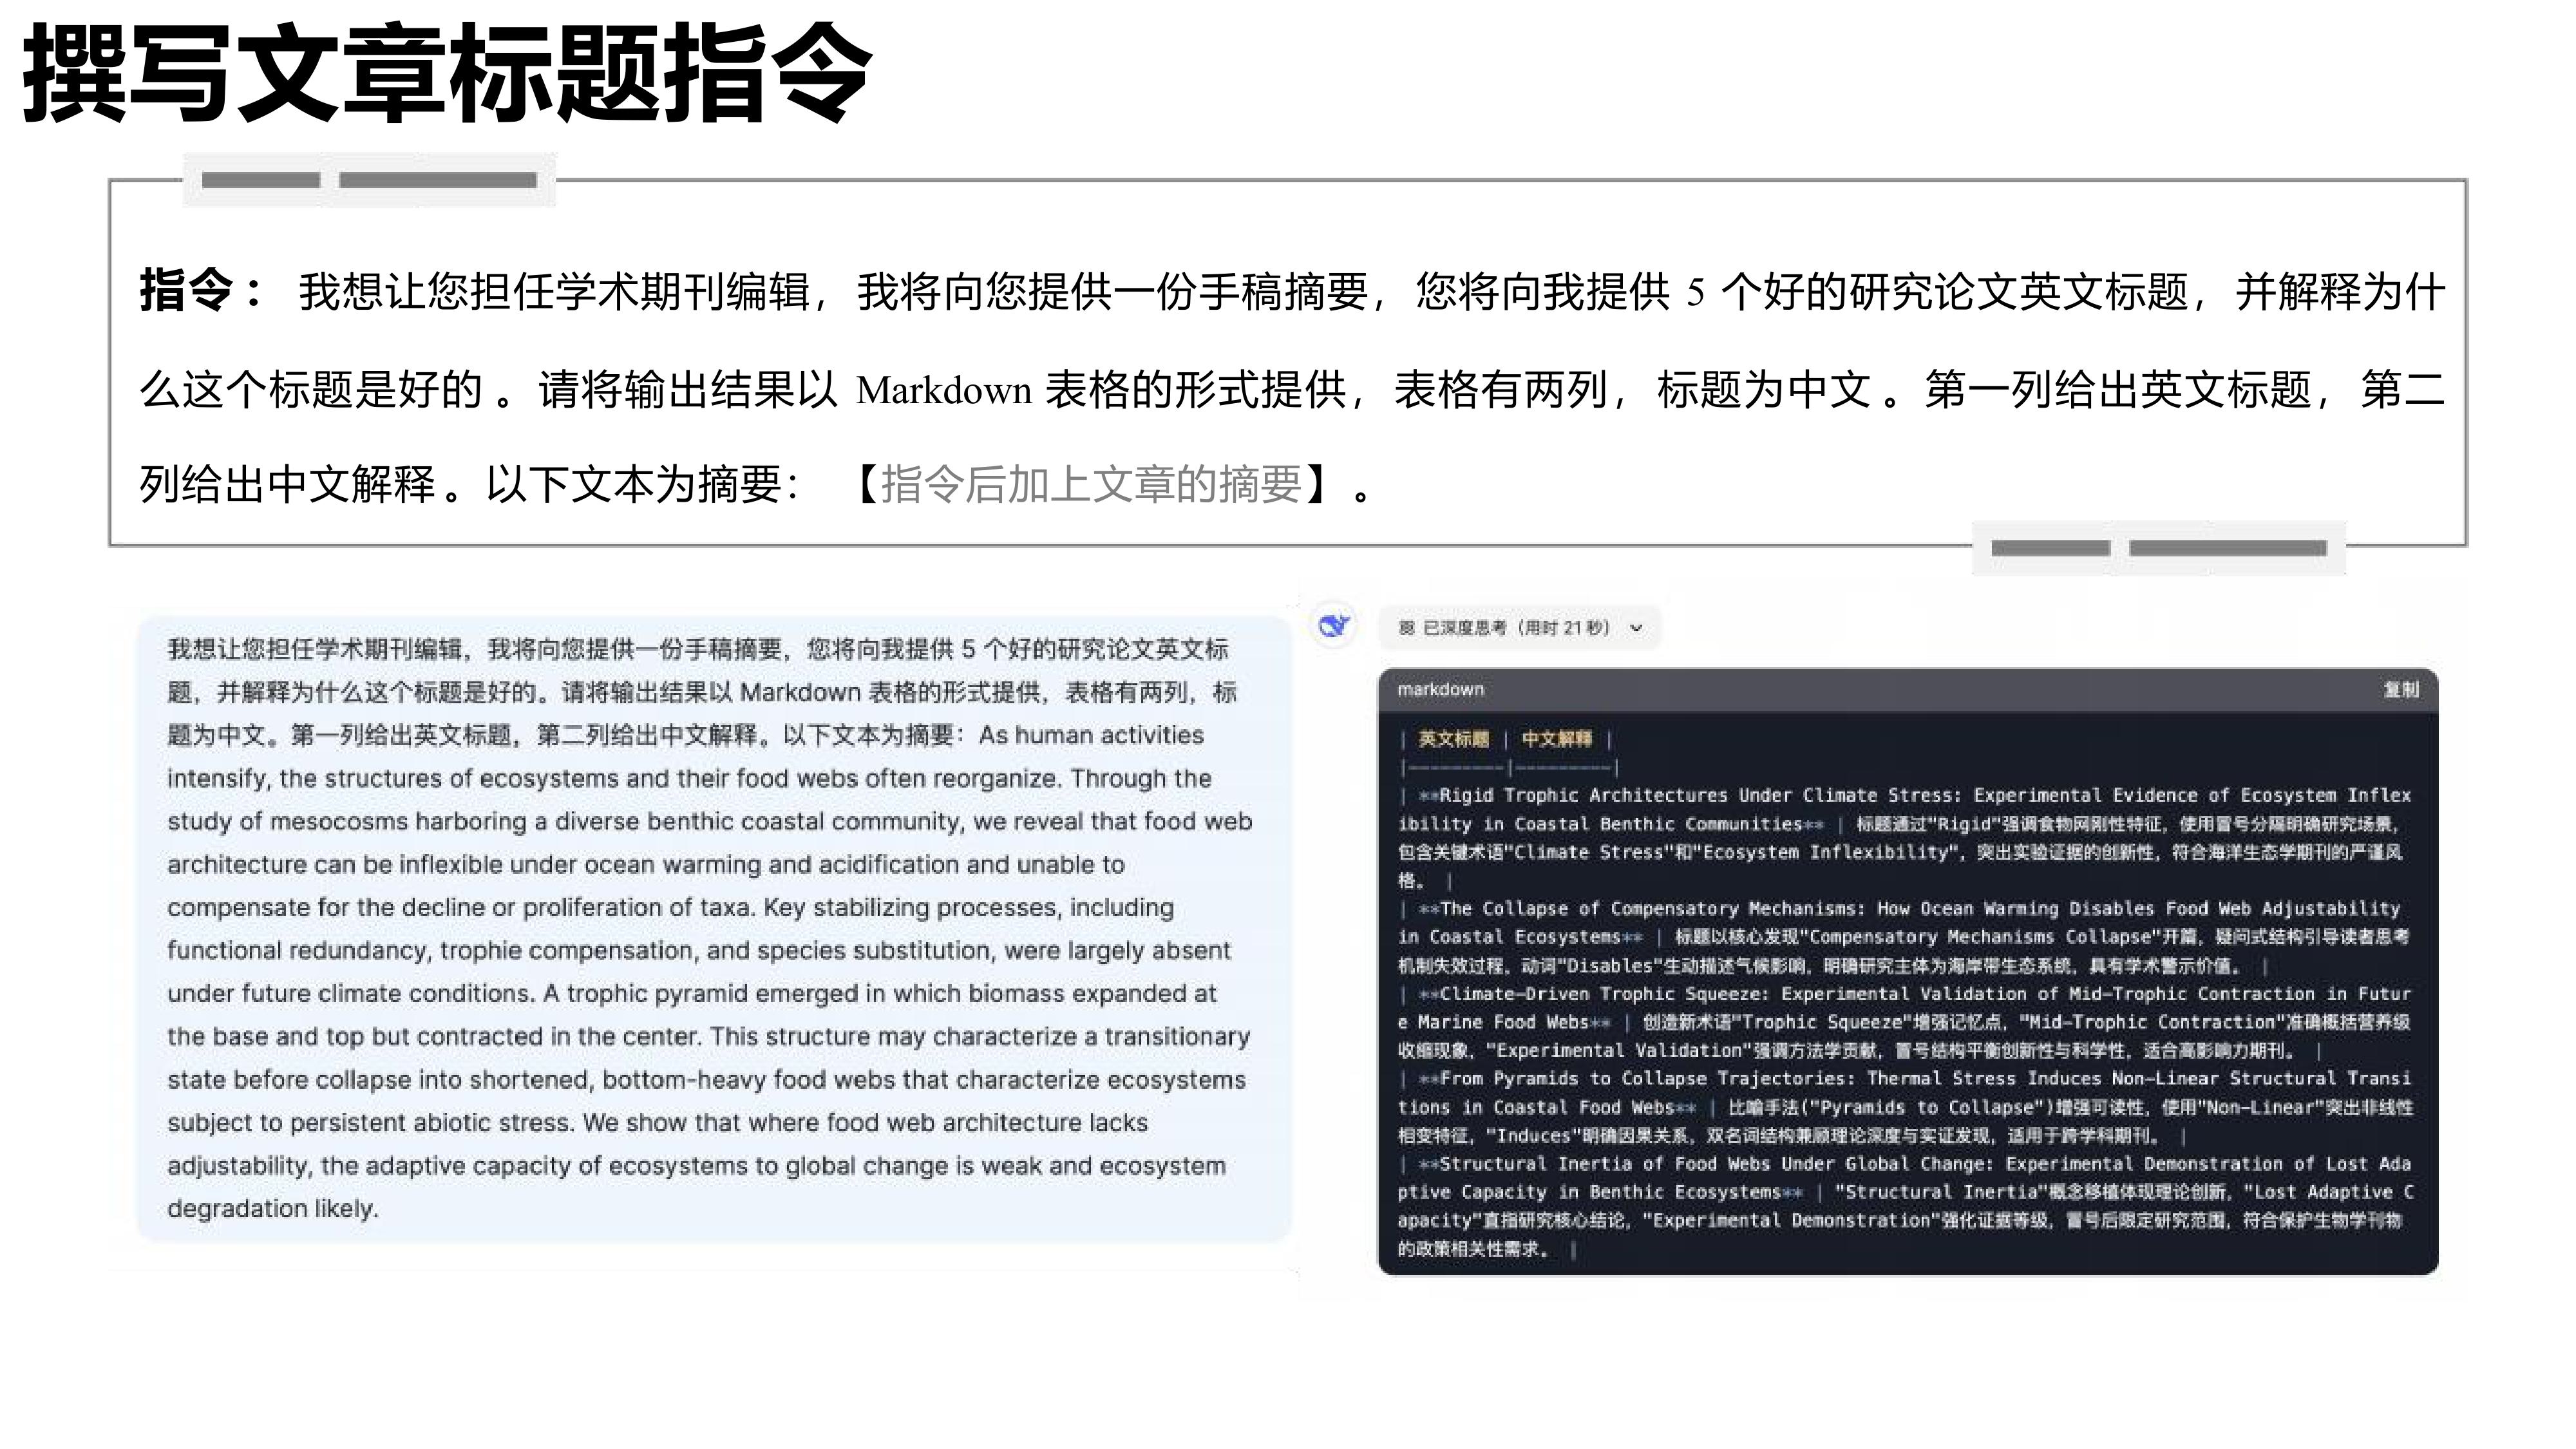 撰写文章标题指令
指令： 我想让您担任学术期刊编辑，我将向您提供一份手稿摘要，您将向我提供 5 个好的研究论文英文标题，并解释为什
么这个标题是好的 。请将输出结果以 Markdown 表格的形式提供，表格有两列，标题为中文 。第一列给出英文标题，第二
列给出中文解释 。以下文本为摘要： 【指令后加上文章的摘要】 。
我想让您担任学术期刊编辑，我将向您提供一份手稿摘要，您将向我提供 5 个好的研究论文英文标
题，并解释为什么这个标题是好的。请将输出结果以 Markdown 表格的形式提供，表格有两列，标
题为中文。第一列给出英文标题，第二列给出中文解释。以下文本为摘要：As human activities
intensify, the structures of ecosystems and their food webs often reorganize. Through the
study of mesocosms harboring a diverse benthic coastal community, we reveal that food web
architecture can be inflexible under ocean warming and acidification and unable to
compensate for the decline or proliferation of taxa. Key stabilizing processes, including
functional redundancy, trophie compensation, and species substitution, were largely absent
under future climate conditions. A trophic pyramid emerged in which biomass expanded at
the base and top but contracted in the center. This structure may characterize a transitionary
state before collapse into shortened, bottom-heavy food webs that characterize ecosystems
subject to persistent abiotic stress. We show that where food web architecture lacks
adjustability, the adaptive capacity of ecosystems to global change is weak and ecosystem
degradation likely.
已深度思考（用时 21 秒）
markdown 复制
| 英文标题 | 中文解释 |
|---------|---------|
| **Rigid Trophic Architectures Under Climate Stress: Experimental Evidence of Ecosystem Inflex
ibility in Coastal Benthic Communities** | 标题通过"Rigid"强调食物网刚性特征，使用冒号分隔明确研究场景，
包含关键术语"Climate Stress"和"Ecosystem Inflexibility"，突出实验证据的创新性，符合海洋生态学期刊的严谨风
格。 |
| **The Collapse of Compensatory Mechanisms: How Ocean Warming Disables Food Web Adjustability
in Coastal Ecosystems** | 标题以核心发现"Compensatory Mechanisms Collapse"开篇，疑问式结构引导读者思考
机制失效过程，动词"Disables"生动描述气候影响，明确研究主体为海岸带生态系统，具有学术警示价值。 |
| **Climate-Driven Trophic Squeeze: Experimental Validation of Mid-Trophic Contraction in Futur
e Marine Food Webs** | 创造新术语"Trophic Squeeze"增强记忆点，"Mid-Trophic Contraction"准确概括营养级
收缩现象，"Experimental Validation"强调方法学贡献，冒号结构平衡创新性与科学性，适合高影响力期刊。 |
| **From Pyramids to Collapse Trajectories: Thermal Stress Induces Non-Linear Structural Transi
tions in Coastal Food Webs** | 比喻手法("Pyramids to Collapse")增强可读性，使用"Non-Linear"突出非线性
相变特征，"Induces"明确因果关系，双名词结构兼顾理论深度与实证发现，适用于跨学科期刊。 |
| **Structural Inertia of Food Webs Under Global Change: Experimental Demonstration of Lost Ada
ptive Capacity in Benthic Ecosystems** | "Structural Inertia"概念移植体现理论创新，"Lost Adaptive C
apacity"直指研究核心结论，"Experimental Demonstration"强化证据等级，冒号后限定研究范围，符合保护生物学刊物
的政策相关性需求。 |